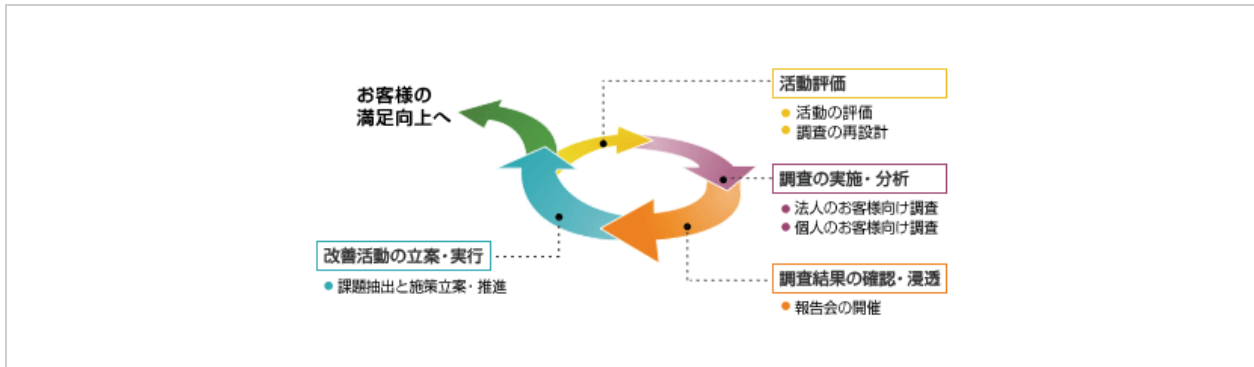 お客様の
満足向上へ
活動評価
● 活動の評価
● 調査の再設計
調査の実施・分析
● 法人のお客様向け調査
● 個人のお客様向け調査
調査結果の確認・浸透
● 報告会の開催
改善活動の立案・実行
● 課題抽出と施策立案・推進